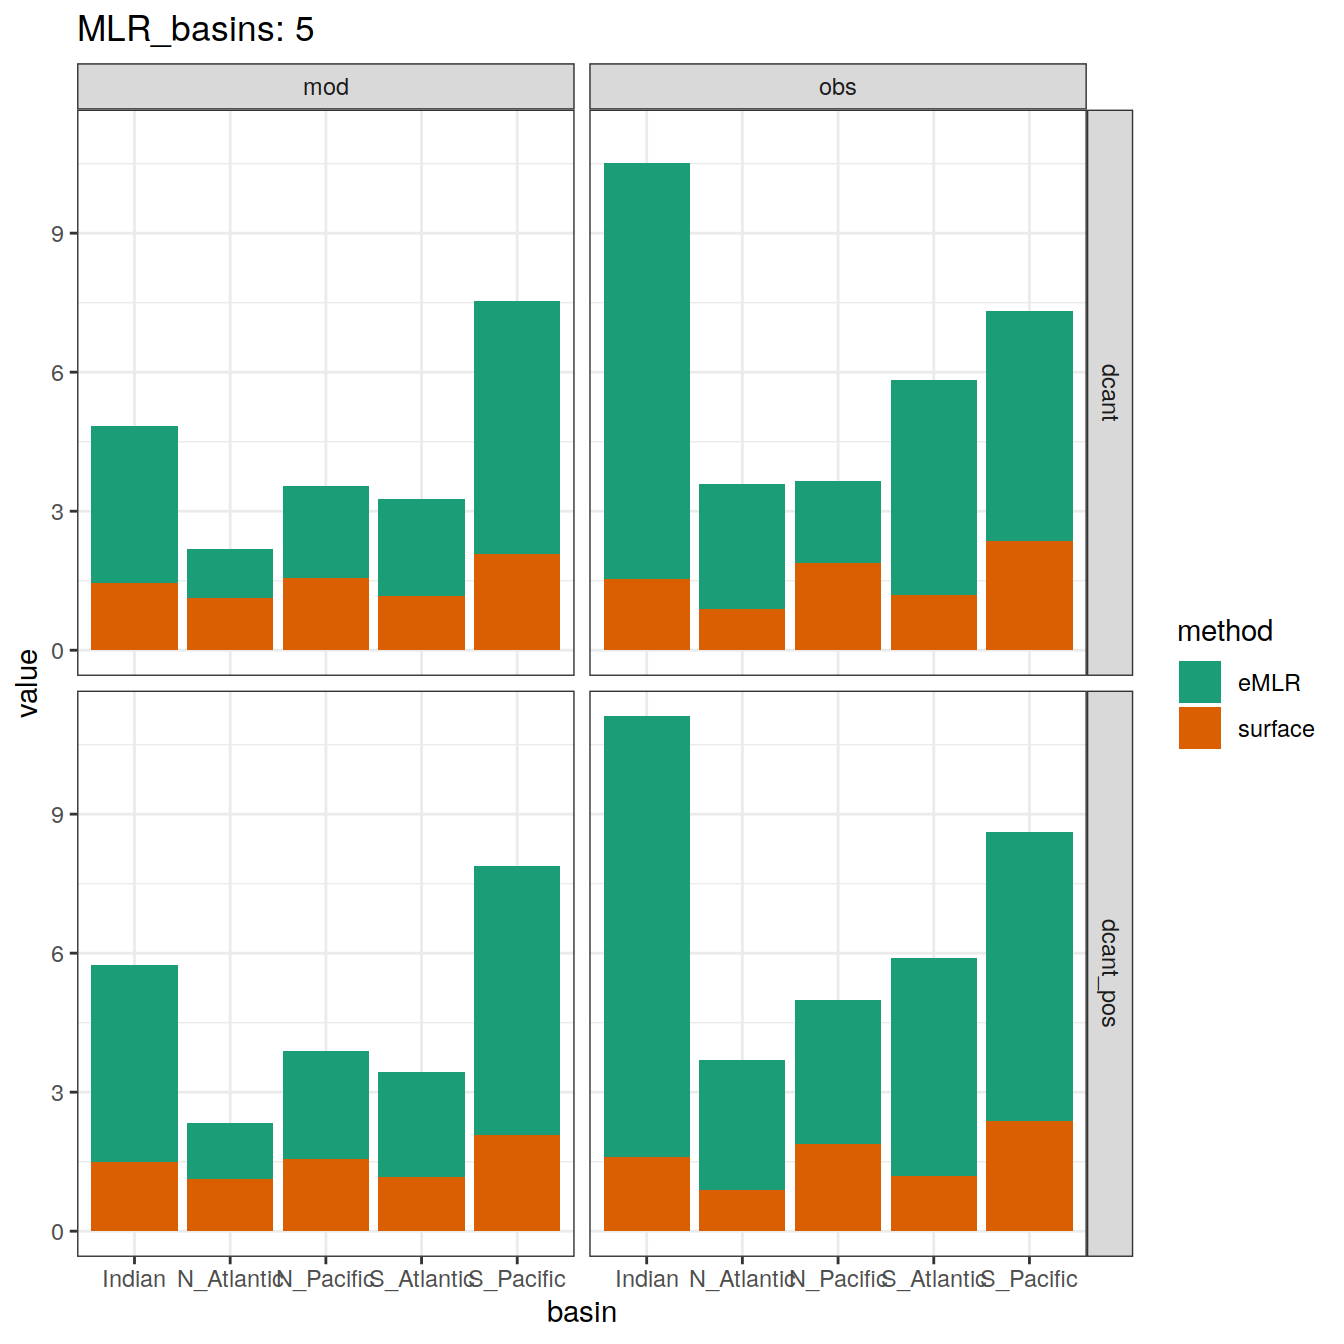 MLR_basins: 5
mod
obs
9
6
3
0
dcant
9
6
3
0
dcant_pos
value
Indian N_Atlantic N_Pacific S_Atlantic S_Pacific
Indian N_Atlantic N_Pacific S_Atlantic S_Pacific
basin
method
eMLR
surface